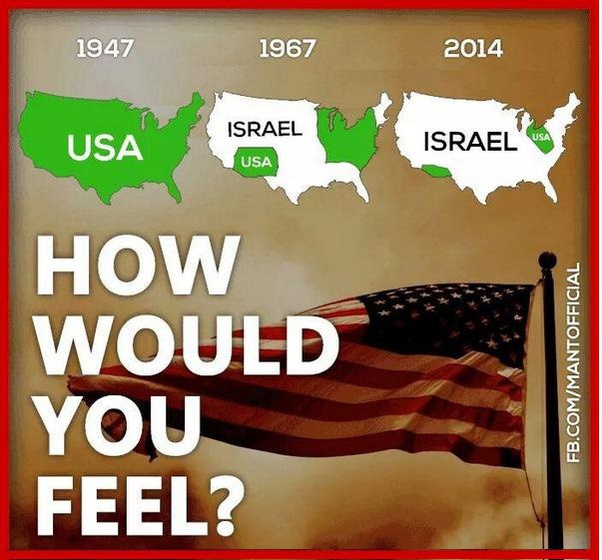 1947
1967
2014
USA
ISRAEL
USA
ISRAEL
USA
HOW
WOULD
YOU
FEEL?
FB.COM/MANTOFFICIAL